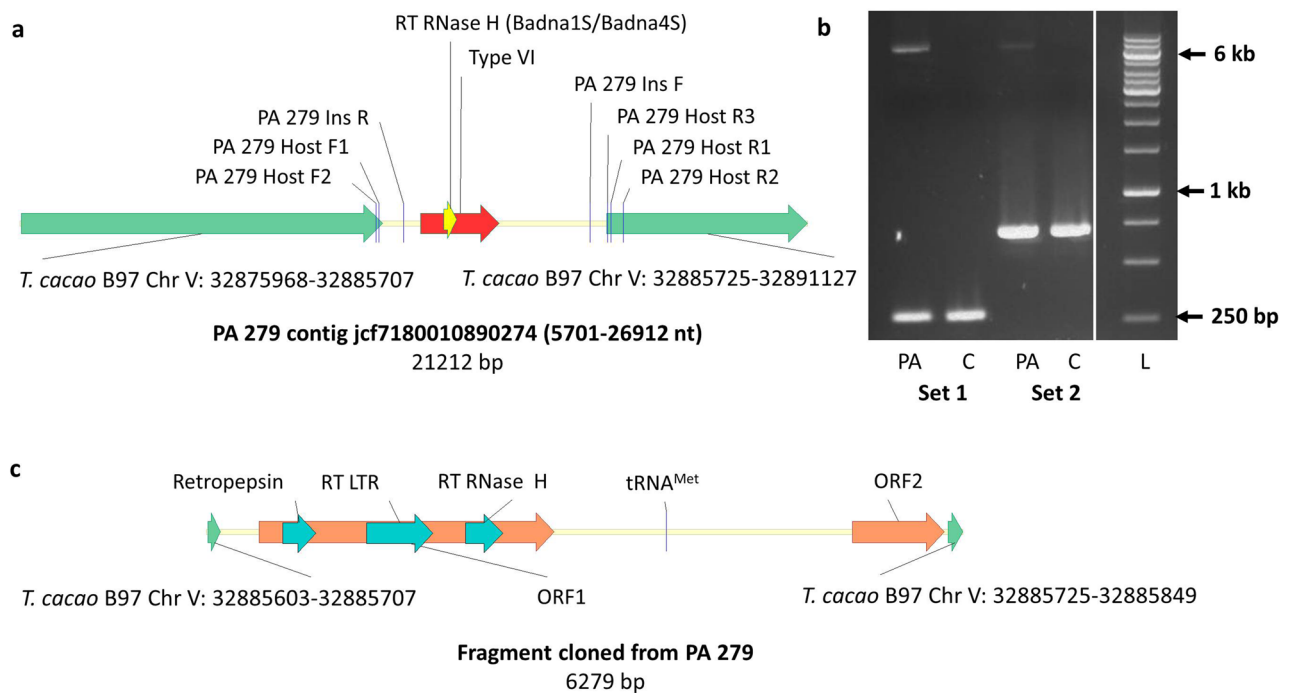 a
RT RNase H (Badna1S/Badna4S)
Type VI
PA 279 Ins F
PA 279 Ins R
PA 279 Host R3
PA 279 Host F1
PA 279 Host R1
PA 279 Host F2
PA 279 Host R2
T. cacao B97 Chr V: 32875968-32885707
T. cacao B97 Chr V: 32885725-32891127
PA 279 contig jcf7180010890274 (5701-26912 nt)
21212 bp
b
6 kb
1 kb
250 bp
PA C PA C L
Set 1 Set 2
c
Retropepsin RT LTR RT RNase H tRNAMet ORF2
T. cacao B97 Chr V: 32885603-32885707
ORF1
T. cacao B97 Chr V: 32885725-32885849
Fragment cloned from PA 279
6279 bp